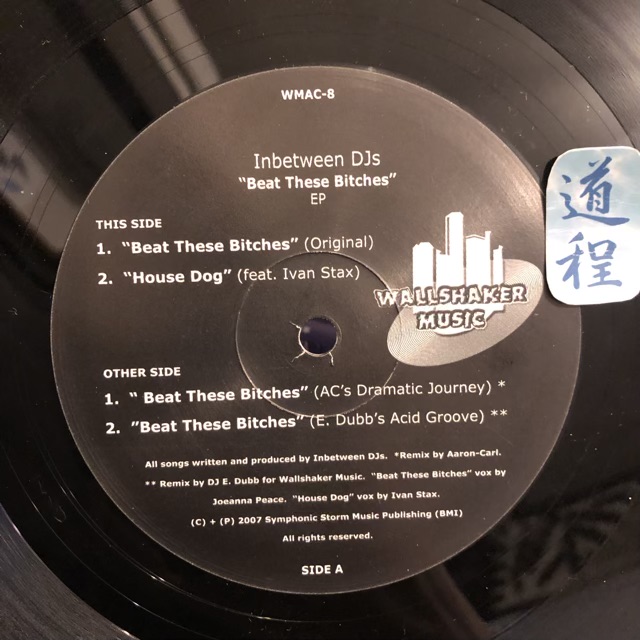 WMAC-8
Inbetween DJs
"Beat These Bitches"
EP
THIS SIDE
1. "Beat These Bitches" (Original)
2. "House Dog" (feat. Ivan Stax)
WALLSHAKER
MUSIC
道程
OTHER SIDE
1. " Beat These Bitches" (AC's Dramatic Journey) *
2. "Beat These Bitches" (E. Dubb's Acid Groove) **
All songs written and produced by Inbetween DJs. *Remix by Aaron-Carl.
** Remix by DJ E. Dubb for Wallshaker Music. "Beat These Bitches" vox by
Joeanna Peace. "House Dog" vox by Ivan Stax.
(C) + (P) 2007 Symphonic Storm Music Publishing (BMI)
All rights reserved.
SIDE A